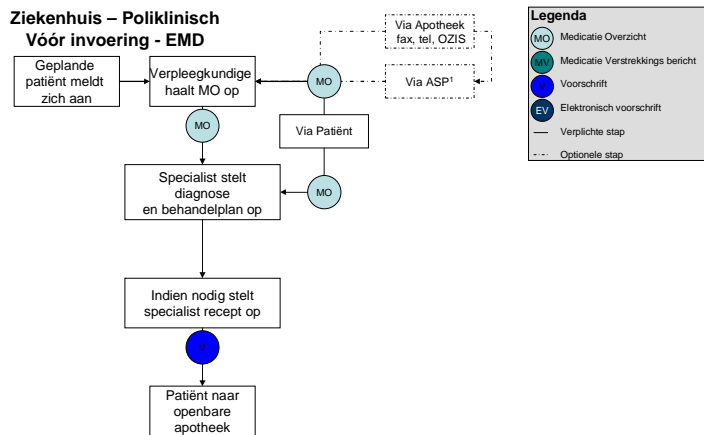 Ziekenhuis – Poliklinisch
Vóór invoering - EMD
Geplande
patiënt meldt
zich aan
Verpleegkundige
haalt MO op
MO
Via Apotheek
fax, tel, OZIS
Via ASP¹
MO
Via Patiënt
Specialist stelt
diagnose
en behandelplan op
MO
Indien nodig stelt
specialist recept op
V
Patiënt naar
openbare
apotheek
Legenda
MO Medicatie Overzicht
MV Medicatie Verstrekkings bericht
V Voorschrift
EV Elektronisch voorschrift
Verplichte stap
Optionele stap